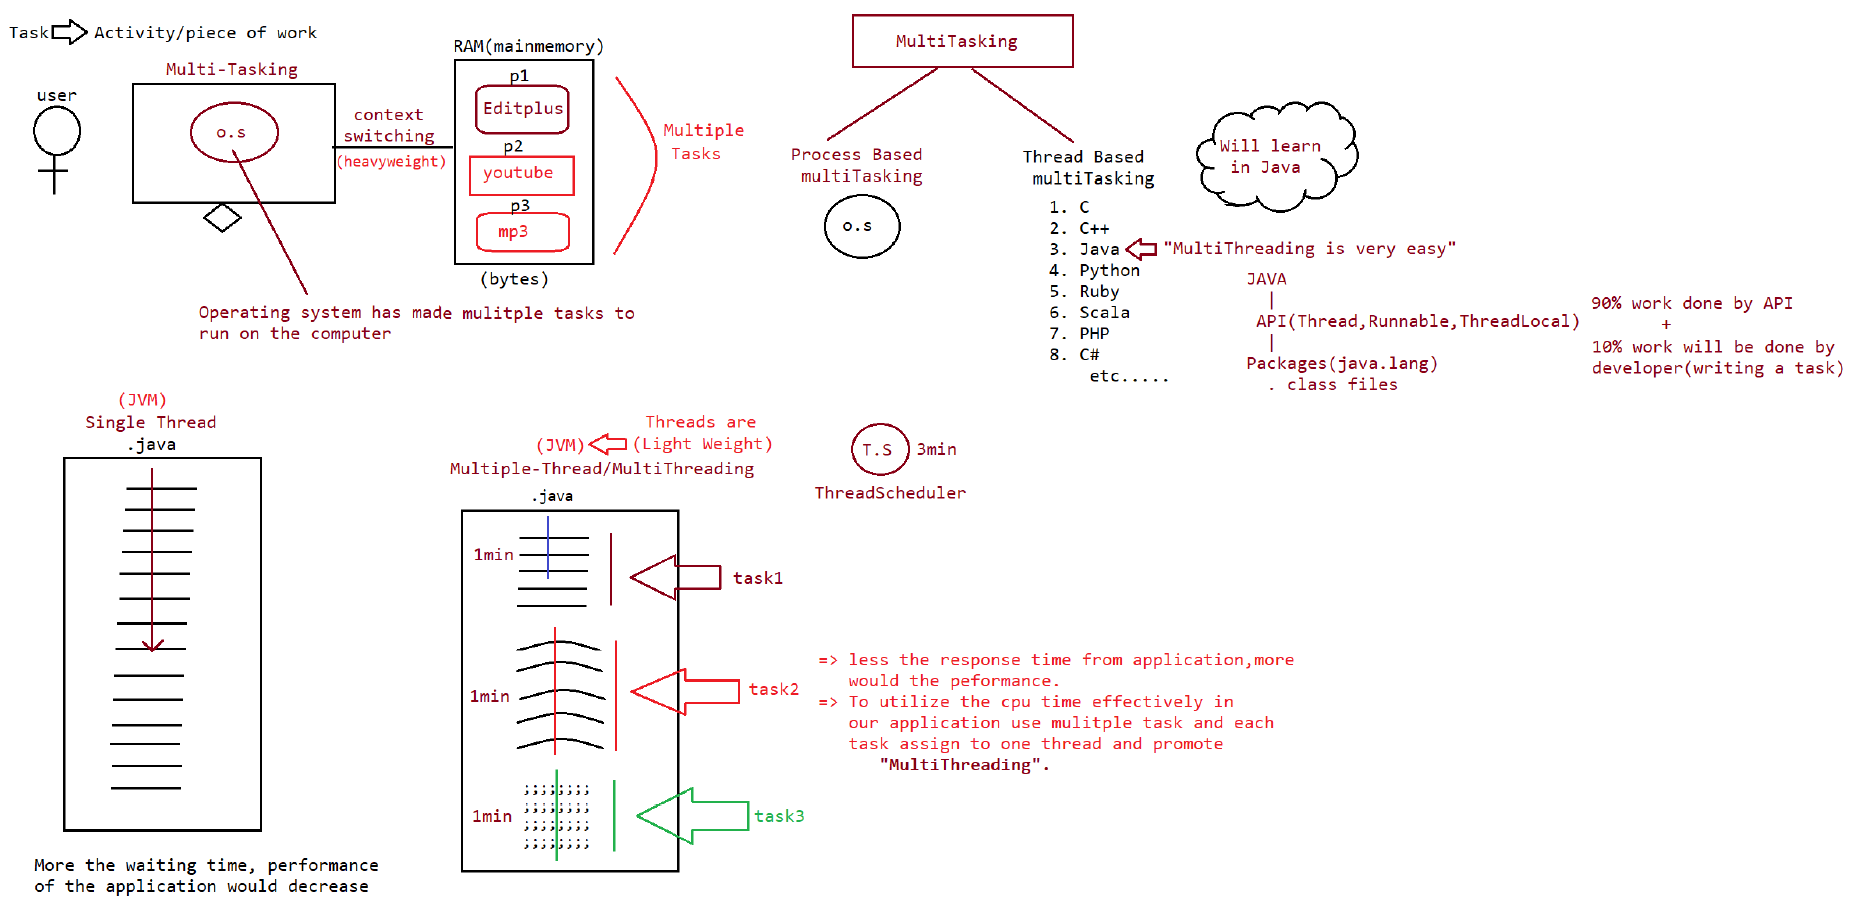 Task Activity/piece of work
Multi-Tasking
user
o.s
context
switching
(heavyweight)
RAM(mainmemory)
p1
Editplus
p2
youtube
p3
mp3
(bytes)
Multiple
Tasks
Operating system has made mulitple tasks to
run on the computer
MultiTasking
Process Based
multiTasking
o.s
Thread Based
multiTasking
1. C
2. C++
3. Java
4. Python
5. Ruby
6. Scala
7. PHP
8. C#
etc.....
Will learn
in Java
"MultiThreading is very easy"
JAVA
|
API(Thread,Runnable,ThreadLocal)
|
Packages(java.lang)
. class files
90% work done by API
+
10% work will be done by
developer(writing a task)
(JVM)
Single Thread
.java
More the waiting time, performance
of the application would decrease
Threads are
(JVM) (Light Weight)
Multiple-Thread/MultiThreading
.java
1min
task1
1min
task2
1min
;;;;;;;;
;;;;;;;;
;;;;;;;;
;;;;;;;;
task3
T.S 3min
ThreadScheduler
=> less the response time from application,more
would the peformance.
=> To utilize the cpu time effectively in
our application use mulitple task and each
task assign to one thread and promote
"MultiThreading".